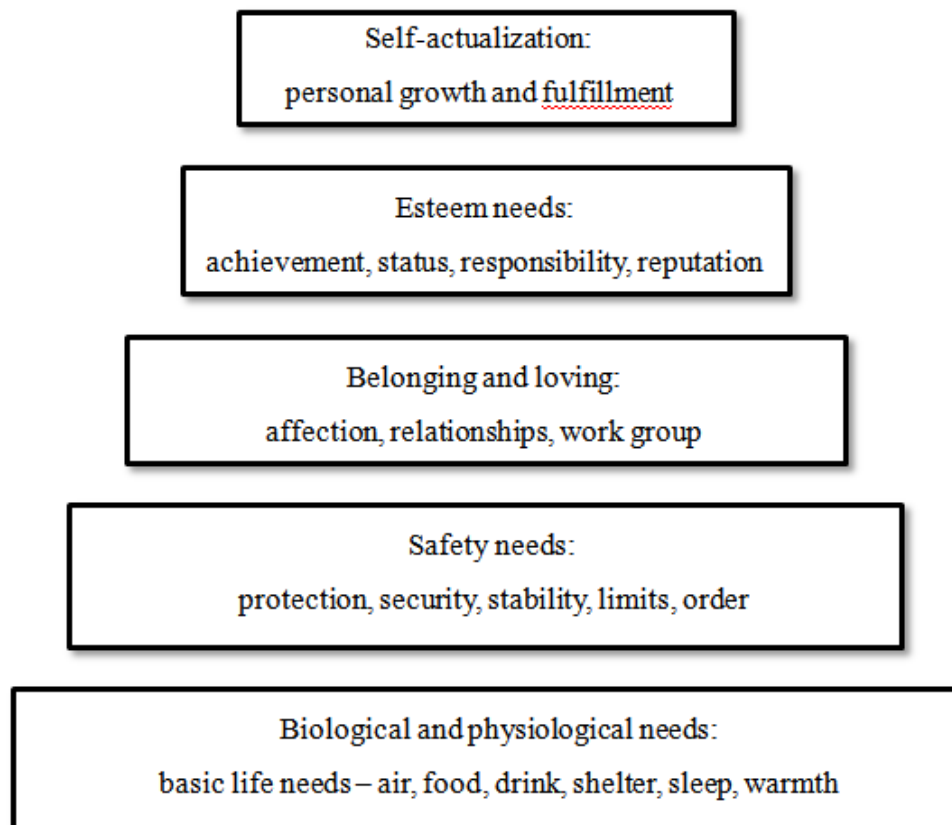 Self-actualization:
personal growth and fulfillment
Esteem needs:
achievement, status, responsibility, reputation
Belonging and loving:
affection, relationships, work group
Safety needs:
protection, security, stability, limits, order
Biological and physiological needs:
basic life needs – air, food, drink, shelter, sleep, warmth